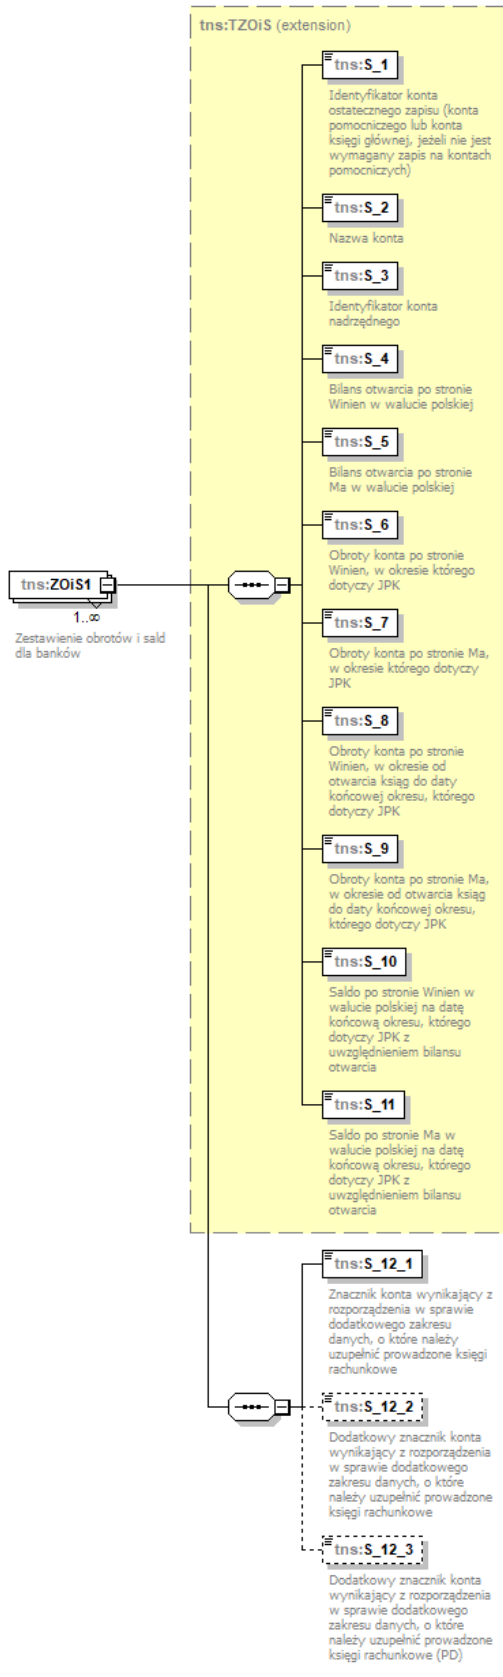 tns:TZOiS (extension)
tns:S_1
Identyfikator konta
ostatecznego zapisu (konta
pomocniczego lub konta
księgi głównej, jeżeli nie jest
wymagany zapis na kontach
pomocniczych)
tns:S_2
Nazwa konta
tns:S_3
Identyfikator konta
nadrzędnego
tns:S_4
Bilans otwarcia po stronie
Winien w walucie polskiej
tns:S_5
Bilans otwarcia po stronie
Ma w walucie polskiej
tns:S_6
Obroty konta po stronie
Winien, w okresie którego
dotyczy JPK
tns:ZOiS1
1..∞
Zestawienie obrotów i sald
dla banków
tns:S_7
Obroty konta po stronie Ma,
w okresie którego dotyczy
JPK
tns:S_8
Obroty konta po stronie
Winien, w okresie od
otwarcia ksiąg do daty
końcowej okresu, którego
dotyczy JPK
tns:S_9
Obroty konta po stronie Ma,
w okresie od otwarcia ksiąg
do daty końcowej okresu,
którego dotyczy JPK
tns:S_10
Saldo po stronie Winien w
walucie polskiej na datę
końcową okresu, którego
dotyczy JPK z
uwzględnieniem bilansu
otwarcia
tns:S_11
Saldo po stronie Ma w
walucie polskiej na datę
końcową okresu, którego
dotyczy JPK z
uwzględnieniem bilansu
otwarcia
tns:S_12_1
Znacznik konta wynikający z
rozporządzenia w sprawie
dodatkowego zakresu
danych, o które należy
uzupełnić prowadzone księgi
rachunkowe
tns:S_12_2
Dodatkowy znacznik konta
wynikający z rozporządzenia
w sprawie dodatkowego
zakresu danych, o które
należy uzupełnić prowadzone
księgi rachunkowe
tns:S_12_3
Dodatkowy znacznik konta
wynikający z rozporządzenia
w sprawie dodatkowego
zakresu danych, o które
należy uzupełnić prowadzone
księgi rachunkowe (PD)